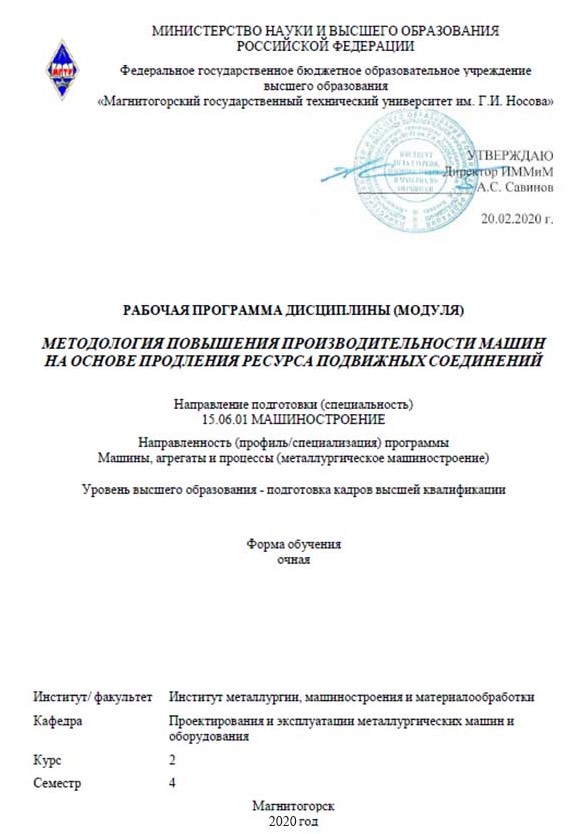 МИНИСТЕРСТВО НАУКИ И ВЫСШЕГО ОБРАЗОВАНИЯ
РОССИЙСКОЙ ФЕДЕРАЦИИ
Федеральное государственное бюджетное образовательное учреждение
высшего образования
«Магнитогорский государственный технический университет им. Г.И. Носова»
УТВЕРЖДАЮ
Директор ИММиМ
А.С. Савинов
20.02.2020 г.
РАБОЧАЯ ПРОГРАММА ДИСЦИПЛИНЫ (МОДУЛЯ)
МЕТОДОЛОГИЯ ПОВЫШЕНИЯ ПРОИЗВОДИТЕЛЬНОСТИ МАШИН
НА ОСНОВЕ ПРОДЛЕНИЯ РЕСУРСА ПОДВИЖНЫХ СОЕДИНЕНИЙ
Направление подготовки (специальность)
15.06.01 МАШИНОСТРОЕНИЕ
Направленность (профиль/специализация) программы
Машины, агрегаты и процессы (металлургическое машиностроение)
Уровень высшего образования - подготовка кадров высшей квалификации
Форма обучения
очная
Институт/ факультет Институт металлургии, машиностроения и материалообработки
Кафедра Проектирования и эксплуатации металлургических машин и
оборудования
Курс 2
Семестр 4
Магнитогорск
2020 год